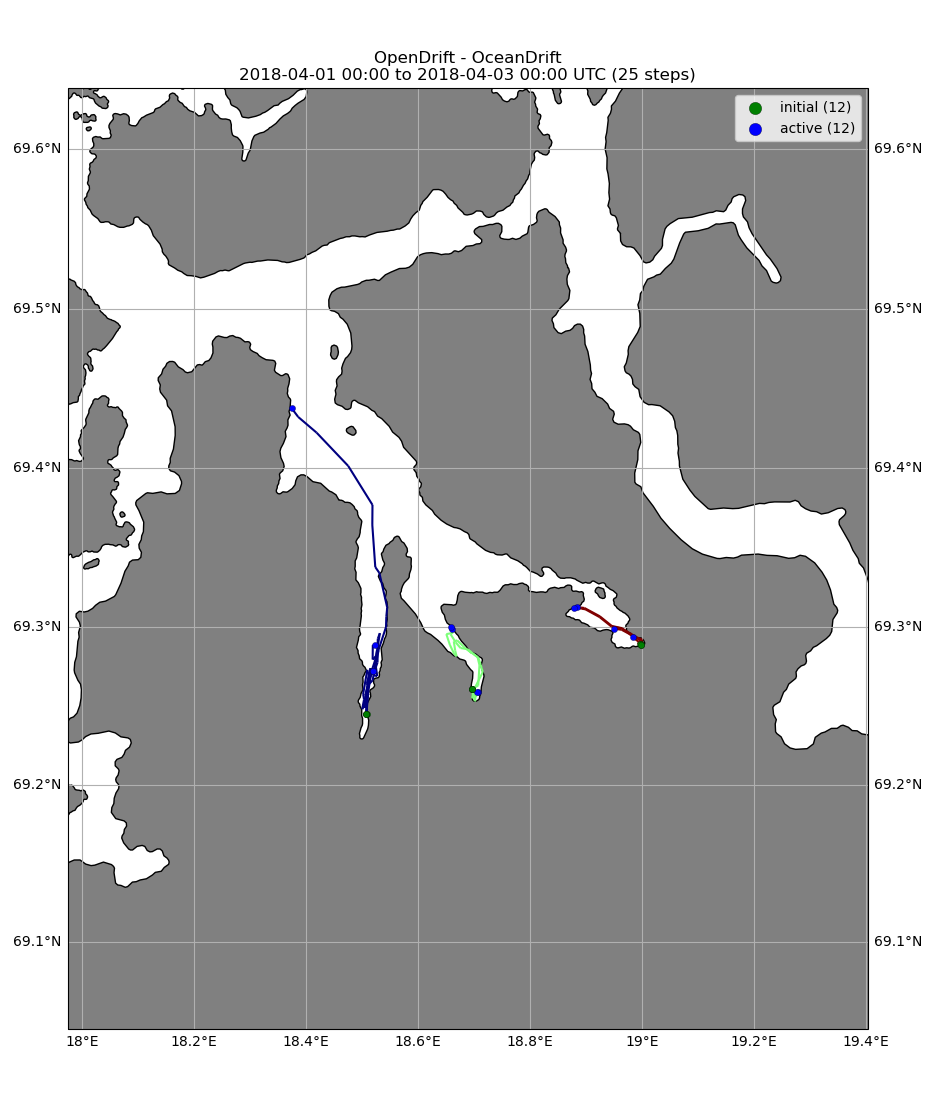 OpenDrift - OceanDrift
2018-04-01 00:00 to 2018-04-03 00:00 UTC (25 steps)
initial (12)
active (12)
69.6°N 69.6°N
69.5°N 69.5°N
69.4°N 69.4°N
69.3°N 69.3°N
69.2°N 69.2°N
69.1°N 69.1°N
18°E 18.2°E 18.4°E 18.6°E 18.8°E 19°E 19.2°E 19.4°E